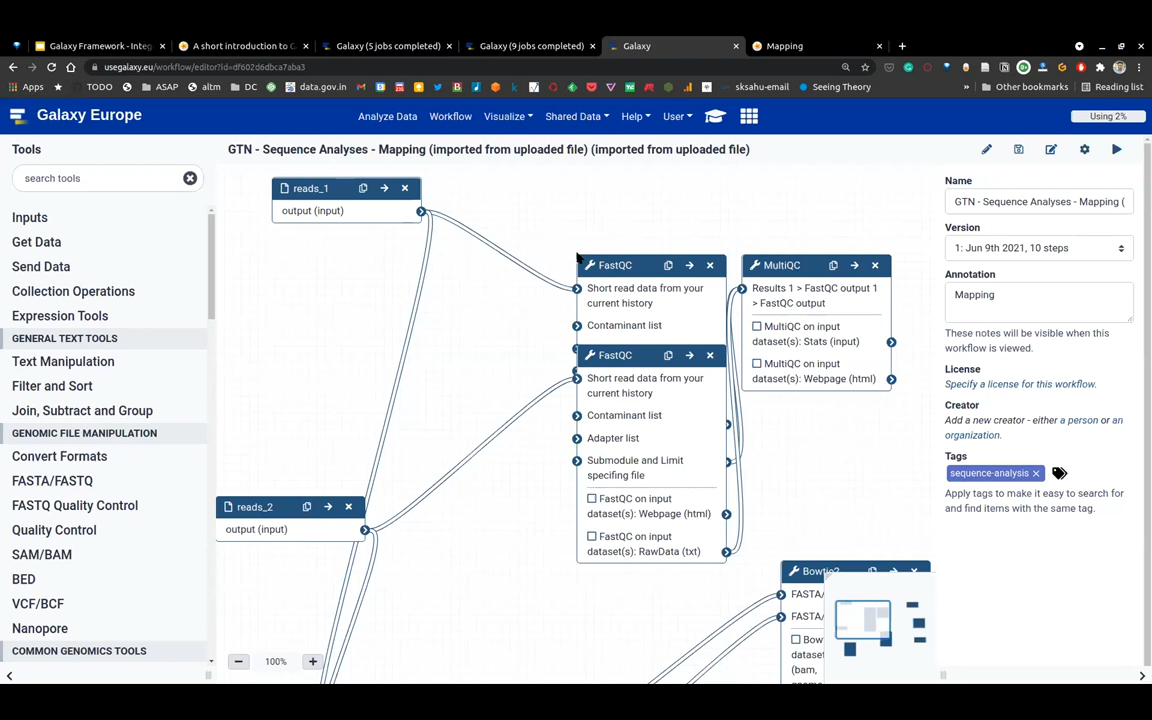 Galaxy Framework - Integ
A short introduction to G
Galaxy (5 jobs completed)
Galaxy (9 jobs completed)
Galaxy
Mapping
usegalaxy.eu/workflow/editor?id=df602d6dbca7aba3
Apps
TODO
ASAP
altm
DC
data.gov.in
sksahu-email
Seeing Theory
Other bookmarks
Reading list
Galaxy Europe
Analyze Data
Workflow
Visualize
Shared Data
Help
User
Using 2%
Tools
search tools
Inputs
Get Data
Send Data
Collection Operations
Expression Tools
GENERAL TEXT TOOLS
Text Manipulation
Filter and Sort
Join, Subtract and Group
GENOMIC FILE MANIPULATION
Convert Formats
FASTA/FASTQ
FASTQ Quality Control
Quality Control
SAM/BAM
BED
VCF/BCF
Nanopore
COMMON GENOMICS TOOLS
GTN - Sequence Analyses - Mapping (imported from uploaded file) (imported from uploaded file)
reads_1
output (input)
reads_2
output (input)
FastQC
Short read data from your
current history
Contaminant list
FastQC
Short read data from your
current history
Contaminant list
Adapter list
Submodule and Limit
specifing file
FastQC on input
dataset(s): Webpage (html)
FastQC on input
dataset(s): RawData (txt)
MultiQC
Results 1 > FastQC output 1
> FastQC output
MultiQC on input
dataset(s): Stats (input)
MultiQC on input
dataset(s): Webpage (html)
Bowtie2
FASTA/
FASTA/
Bow
dataset
(bam,
100%
Name
GTN - Sequence Analyses - Mapping (
Version
1: Jun 9th 2021, 10 steps
Annotation
Mapping
These notes will be visible when this
workflow is viewed.
License
Specify a license for this workflow.
Creator
Add a new creator - either a person or an
organization.
Tags
sequence-analysis
Apply tags to make it easy to search for
and find items with the same tag.